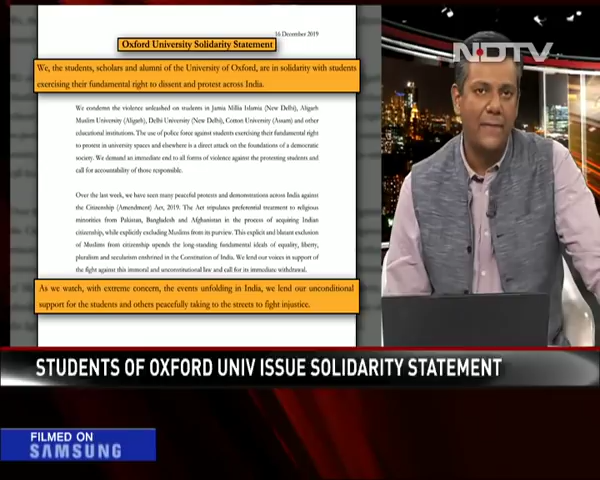 NDTV
16 December 2019
Oxford University Solidarity Statement
We, the students, scholars and alumni of the University of Oxford, are in solidarity with students
exercising their fundamental right to dissent and protest across India.
We condemn the violence unleashed on students in Jamia Millia Islamia (New Delhi), Aligarh
Muslim University (Aligarh), Delhi University (New Delhi), Cotton University (Assam) and other
educational institutions. The use of police force against students exercising their fundamental right
to protest in university spaces and elsewhere is a direct attack on the foundations of a democratic
society. We demand an immediate end to all forms of violence against the protesting students and
call for accountability of those responsible.
Over the last week, we have seen many peaceful protests and demonstrations across India against
the Citizenship (Amendment) Act, 2019. The Act stipulates preferential treatment to religious
minorities from Pakistan, Bangladesh and Afghanistan in the process of acquiring Indian
citizenship, while explicitly excluding Muslims from its purview. This explicit and blatant exclusion
of Muslims from citizenship upends the long-standing fundamental ideals of equality, liberty,
pluralism and secularism enshrined in the Constitution of India. We lend our voices in support of
the fight against this immoral and unconstitutional law and call for its immediate withdrawal.
As we watch, with extreme concern, the events unfolding in India, we lend our unconditional
support for the students and others peacefully taking to the streets to fight injustice.
STUDENTS OF OXFORD UNIV ISSUE SOLIDARITY STATEMENT
FILMED ON
SAMSUNG